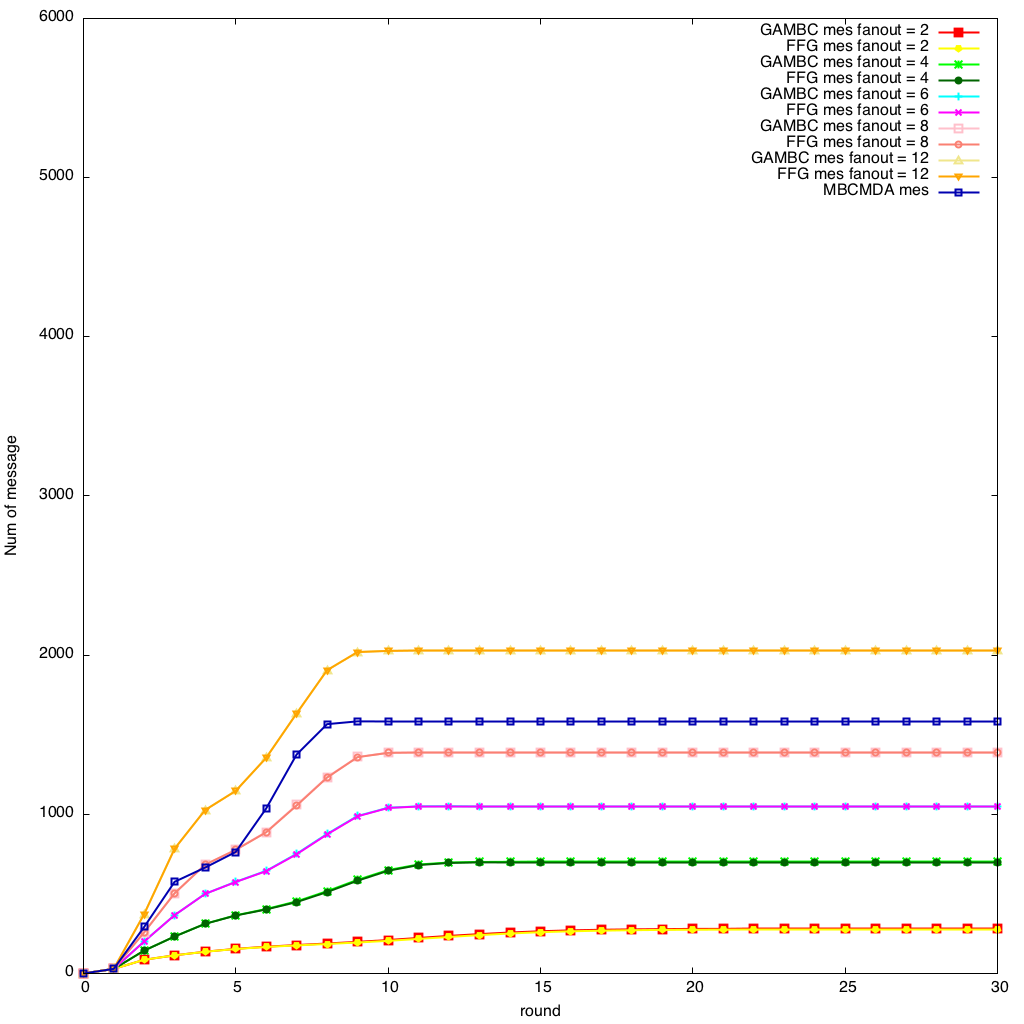 6000
5000
4000
3000
2000
1000
0
Num of message
GAMBC mes fanout = 2
FFG mes fanout = 2
GAMBC mes fanout = 4
FFG mes fanout = 4
GAMBC mes fanout = 6
FFG mes fanout = 6
GAMBC mes fanout = 8
FFG mes fanout = 8
GAMBC mes fanout = 12
FFG mes fanout = 12
MBCMDA mes
0 5 10 15 20 25 30
round